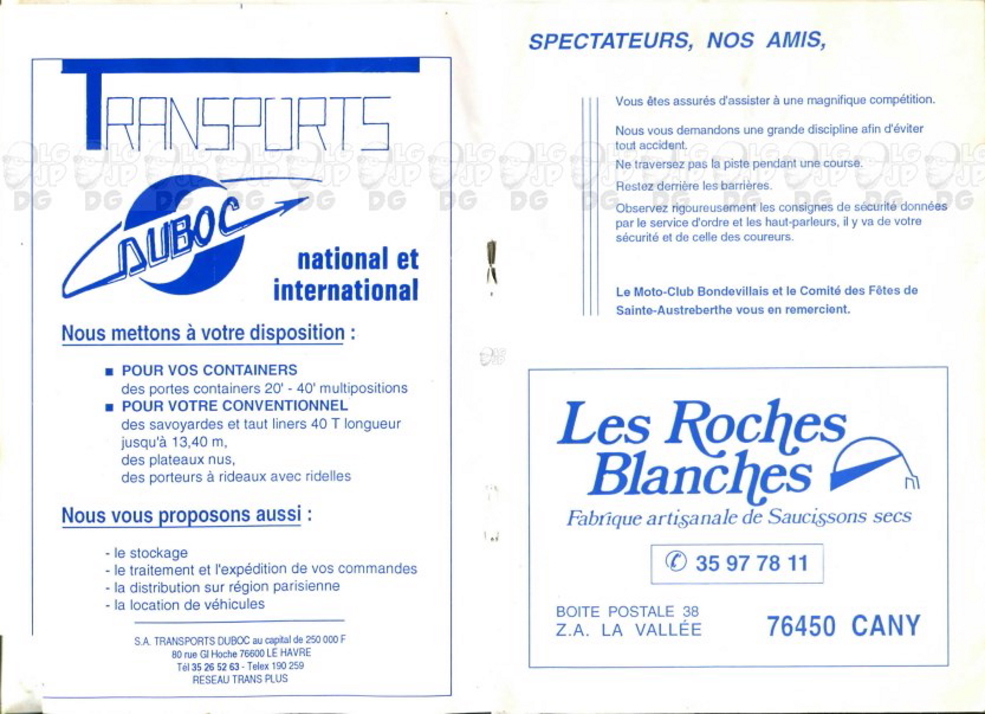 TRANSPORTS
DUBOC
national et
international
Nous mettons à votre disposition :
■ POUR VOS CONTAINERS
des portes containers 20' - 40' multipositions
■ POUR VOTRE CONVENTIONNEL
des savoyardes et taut liners 40 T longueur
jusqu'à 13,40 m,
des plateaux nus,
des porteurs à rideaux avec ridelles
Nous vous proposons aussi :
- le stockage
- le traitement et l'expédition de vos commandes
- la distribution sur région parisienne
- la location de véhicules
S.A. TRANSPORTS DUBOC au capital de 250 000 F
80 rue Gl Hoche 76600 LE HAVRE
Tél 35 26 52 63 - Telex 190 259
RESEAU TRANS PLUS
SPECTATEURS, NOS AMIS,
Vous êtes assurés d'assister à une magnifique compétition.
Nous vous demandons une grande discipline afin d'éviter
tout accident.
Ne traversez pas la piste pendant une course.
Restez derrière les barrières.
Observez rigoureusement les consignes de sécurité données
par le service d'ordre et les haut-parleurs, il y va de votre
sécurité et de celle des coureurs.
Le Moto-Club Bondevillais et le Comité des Fêtes de
Sainte-Austreberthe vous en remercient.
Les Roches
Blanches
Fabrique artisanale de Saucissons secs
✆ 35 97 78 11
BOITE POSTALE 38
Z.A. LA VALLÉE
76450 CANY